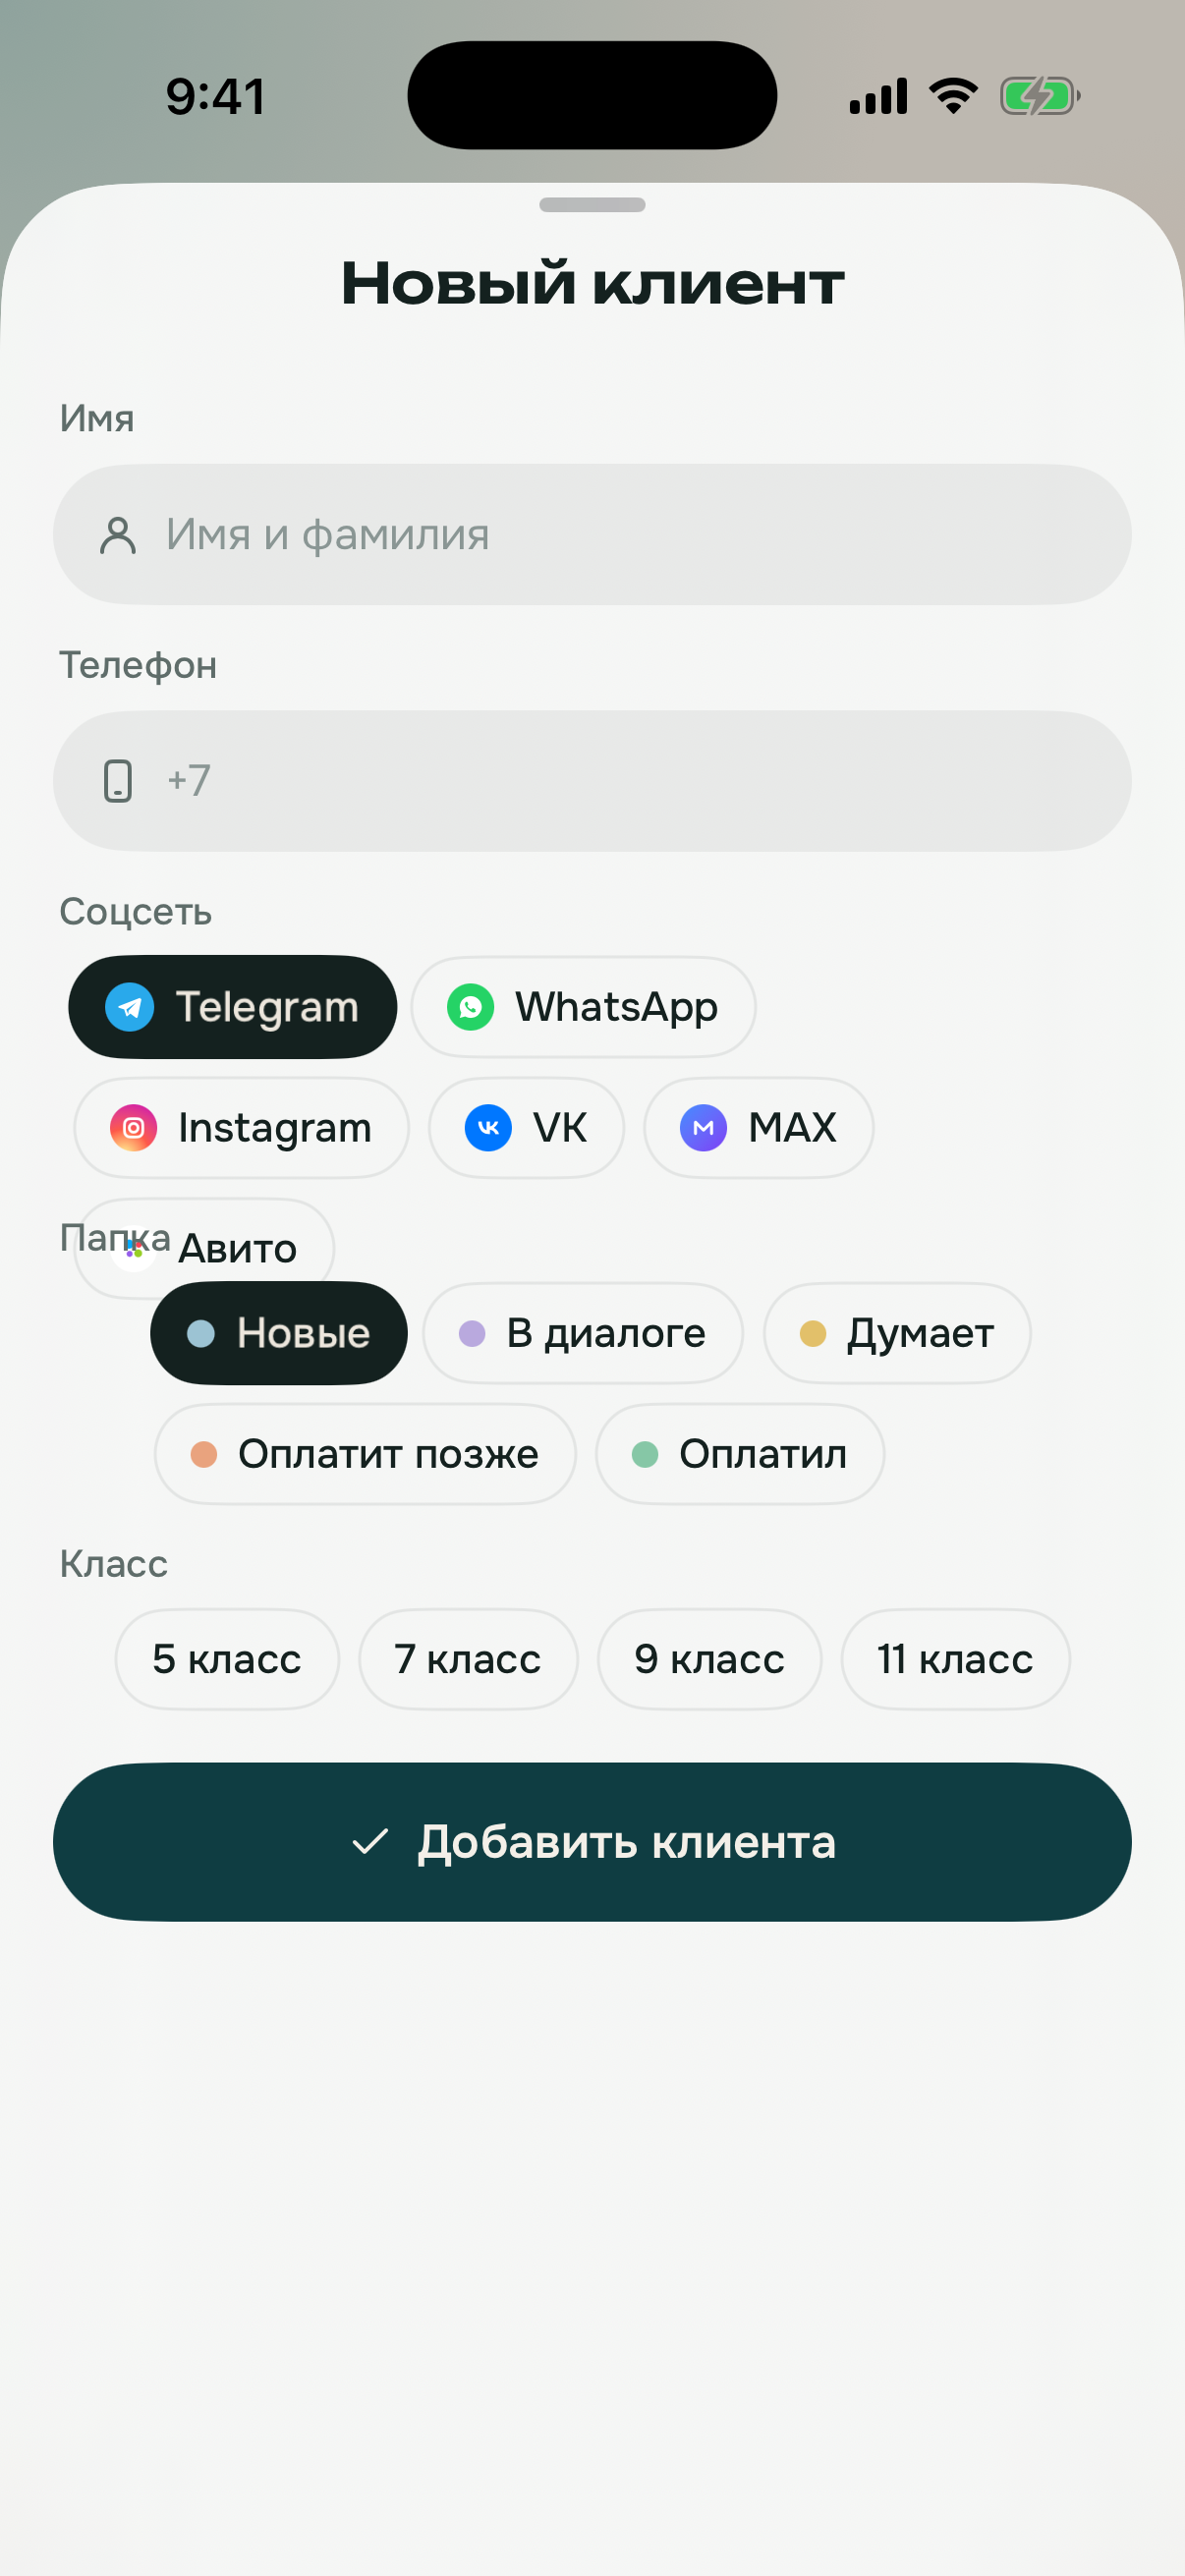 9:41
Новый клиент
Имя
Имя и фамилия
Телефон
+7
Соцсеть
Telegram WhatsApp
Instagram VK MAX
Авито
Папка
Новые В диалоге Думает
Оплатит позже Оплатил
Класс
5 класс 7 класс 9 класс 11 класс
Добавить клиента